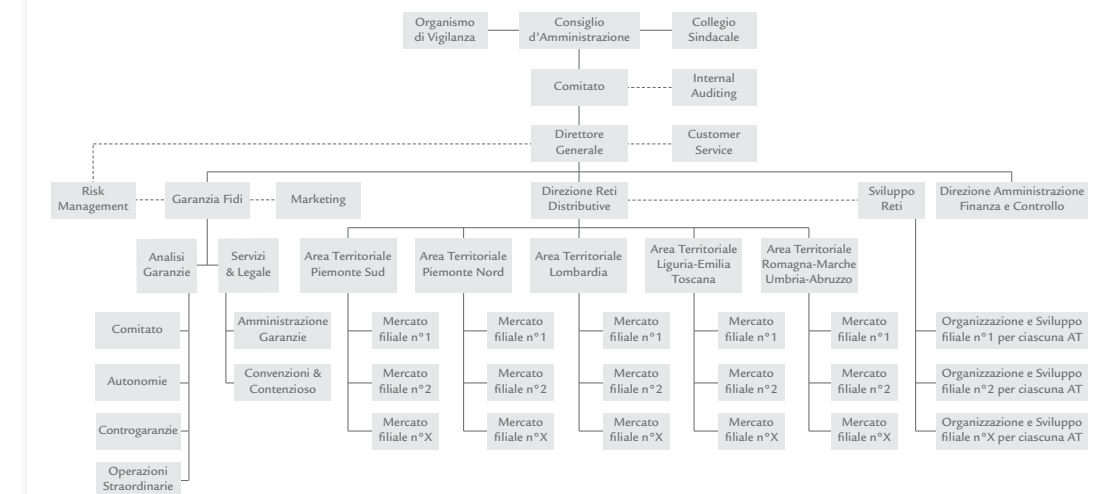 Organismo
di Vigilanza
Consiglio
d'Amministrazione
Collegio
Sindacale
Comitato
Internal
Auditing
Direttore
Generale
Customer
Service
Risk
Management
Garanzia Fidi
Marketing
Direzione Reti
Distributive
Sviluppo
Reti
Direzione Amministrazione
Finanza e Controllo
Analisi
Garanzie
Servizi
& Legale
Area Territoriale
Piemonte Sud
Area Territoriale
Piemonte Nord
Area Territoriale
Lombardia
Area Territoriale
Liguria-Emilia
Toscana
Area Territoriale
Romagna-Marche
Umbria-Abruzzo
Comitato
Amministrazione
Garanzie
Mercato
filiale n°1
Mercato
filiale n°1
Mercato
filiale n°1
Mercato
filiale n°1
Mercato
filiale n°1
Organizzazione e Sviluppo
filiale n°1 per ciascuna AT
Autonomie
Convenzioni &
Contenzioso
Mercato
filiale n°2
Mercato
filiale n°2
Mercato
filiale n°2
Mercato
filiale n°2
Mercato
filiale n°2
Organizzazione e Sviluppo
filiale n°2 per ciascuna AT
Controgaranzie
Mercato
filiale n°X
Mercato
filiale n°X
Mercato
filiale n°X
Mercato
filiale n°X
Mercato
filiale n°X
Organizzazione e Sviluppo
filiale n°X per ciascuna AT
Operazioni
Straordinarie